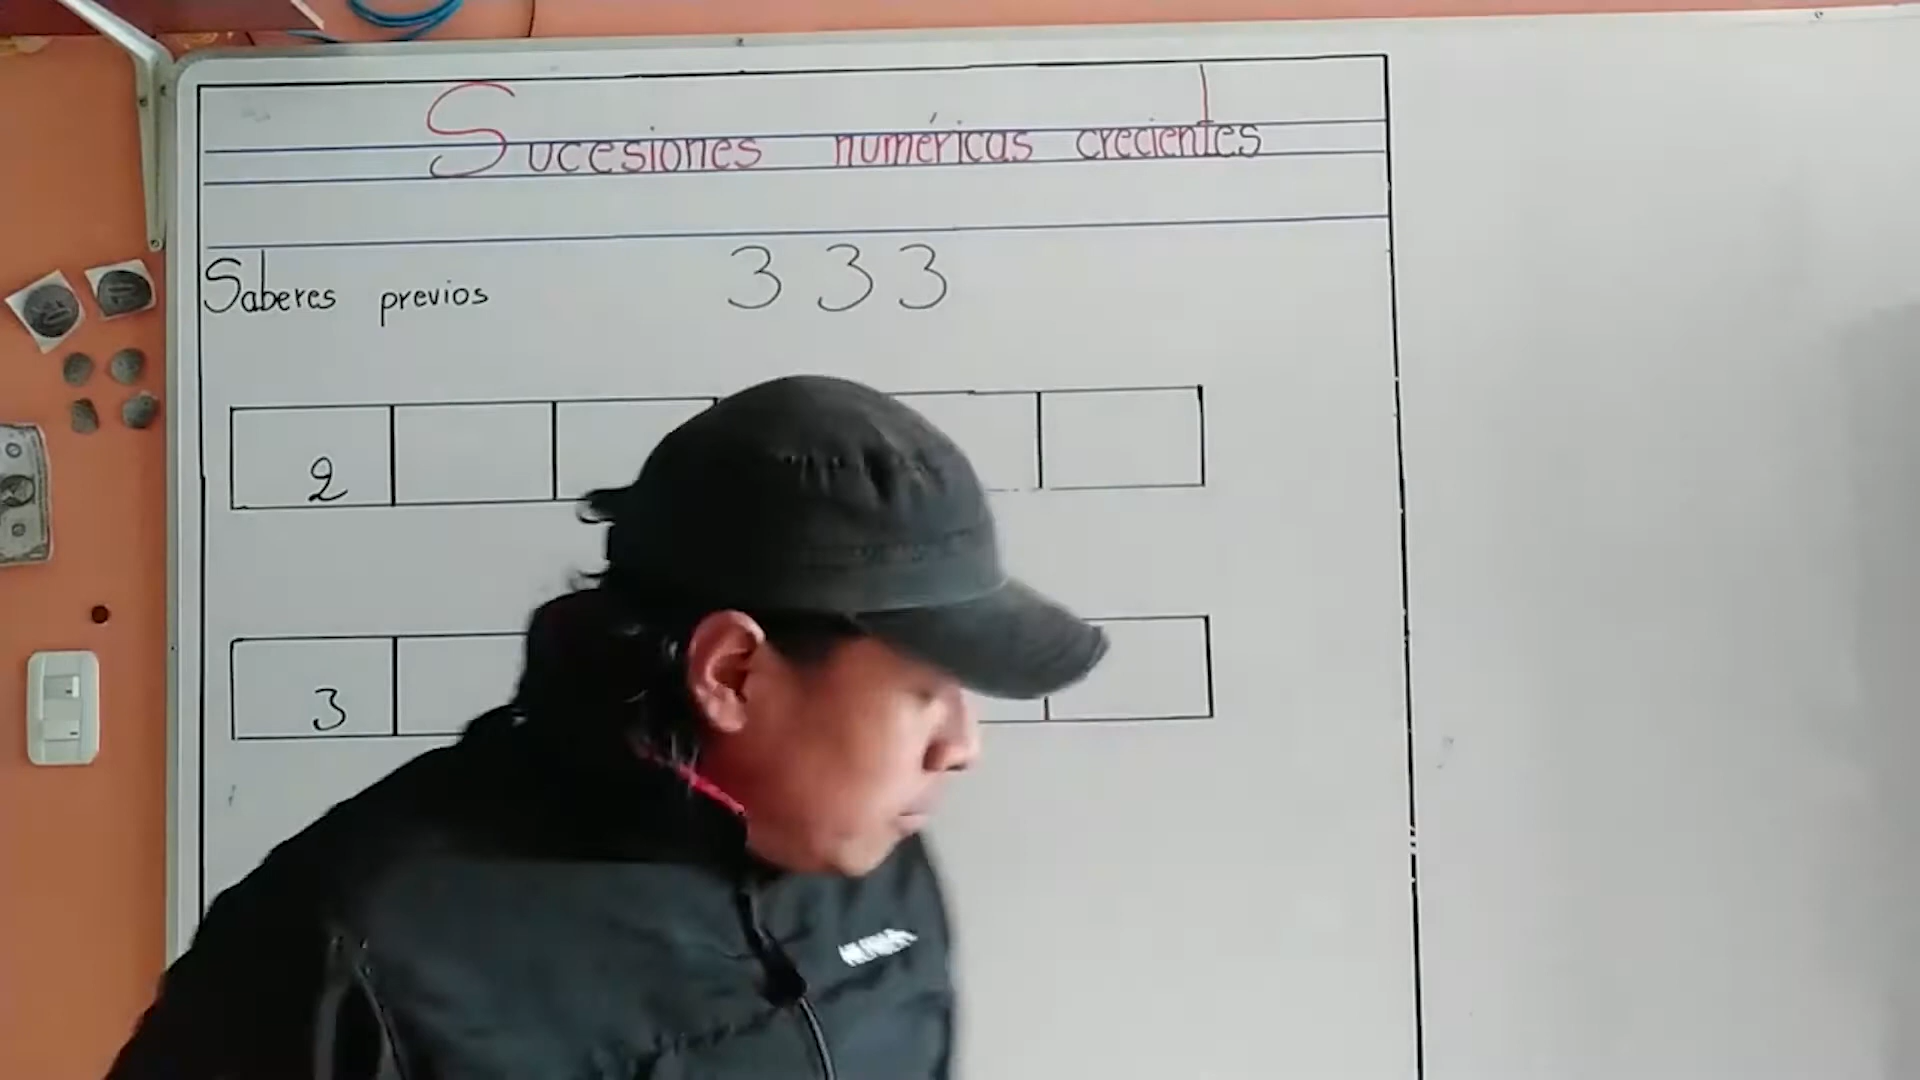 Sucesiones numéricas crecientes
Saberes previos 3 3 3
2
3